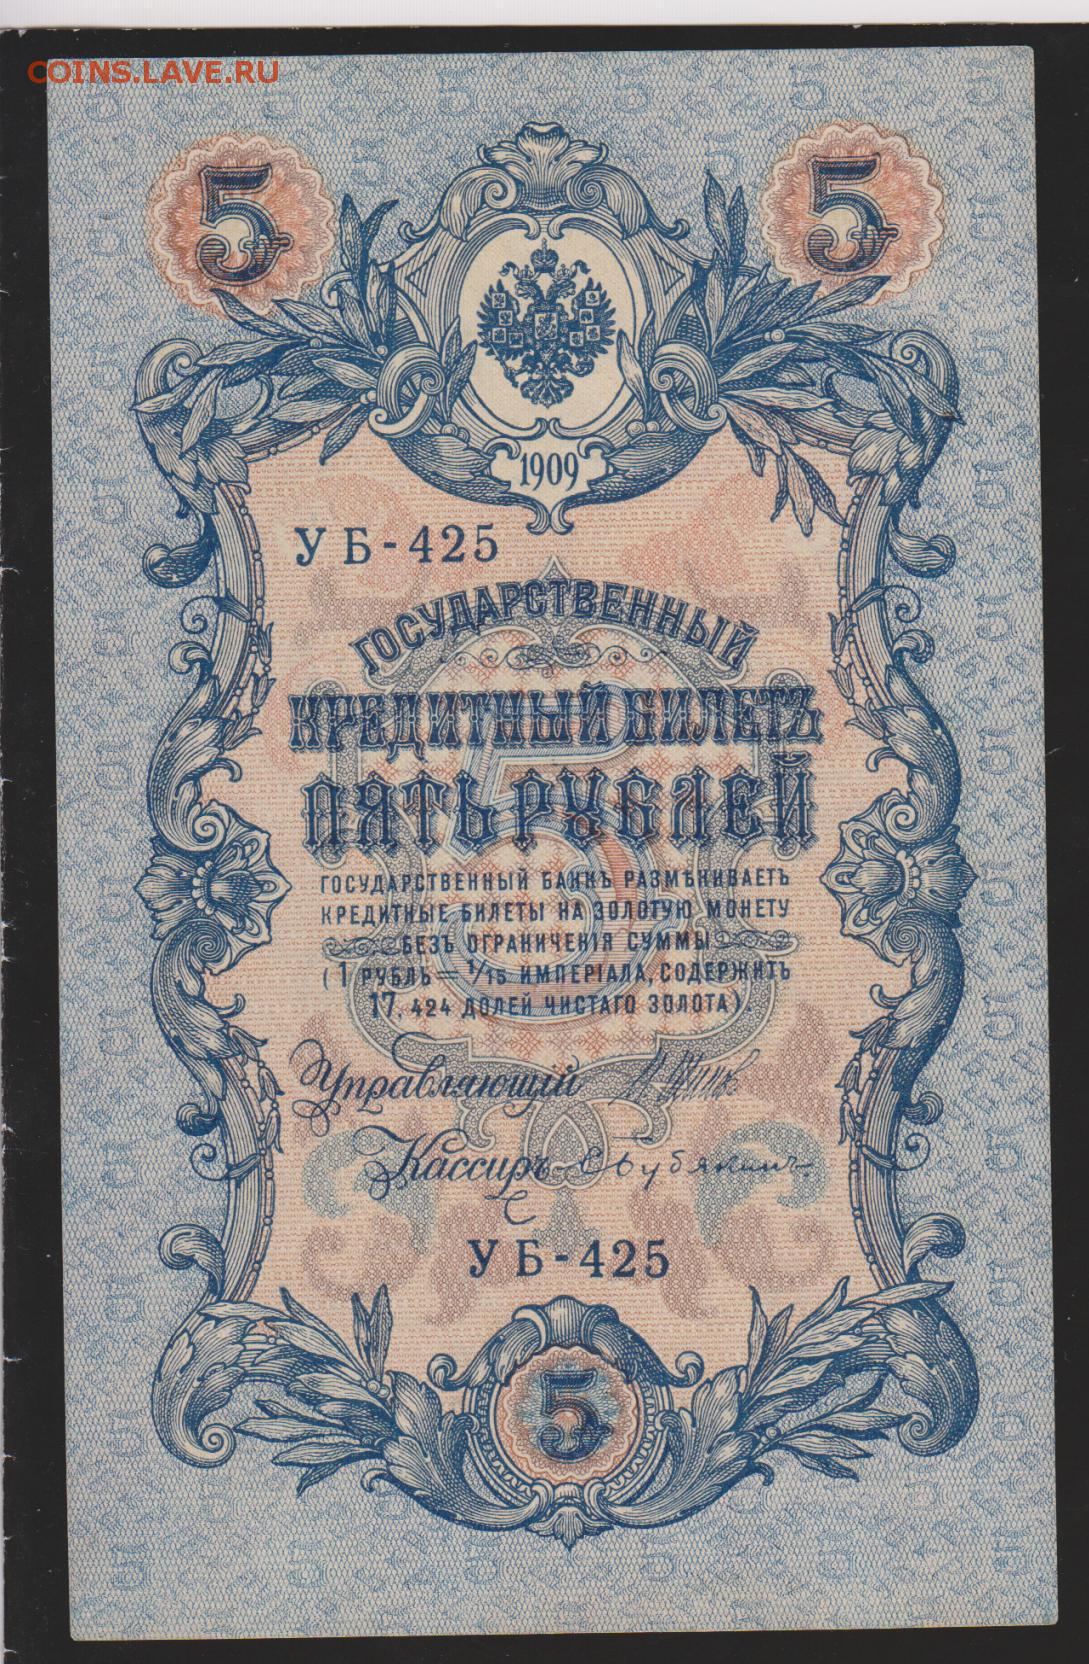 COINS.LAVE.RU
5 5
1909
УБ-425
ГОСУДАРСТВЕННЫЙ
КРЕДИТНЫЙ БИЛЕТЪ
ПЯТЬ РУБЛЕЙ
ГОСУДАРСТВЕННЫЙ БАНКЪ РАЗМѢНИВАЕТЪ
КРЕДИТНЫЕ БИЛЕТЫ НА ЗОЛОТУЮ МОНЕТУ
БЕЗЪ ОГРАНИЧЕНІЯ СУММЫ
(1 РУБЛЬ = 1/15 ИМПЕРІАЛА, СОДЕРЖИТЪ
17,424 ДОЛЕЙ ЧИСТАГО ЗОЛОТА).
Управляющій
Кассиръ
УБ-425
5